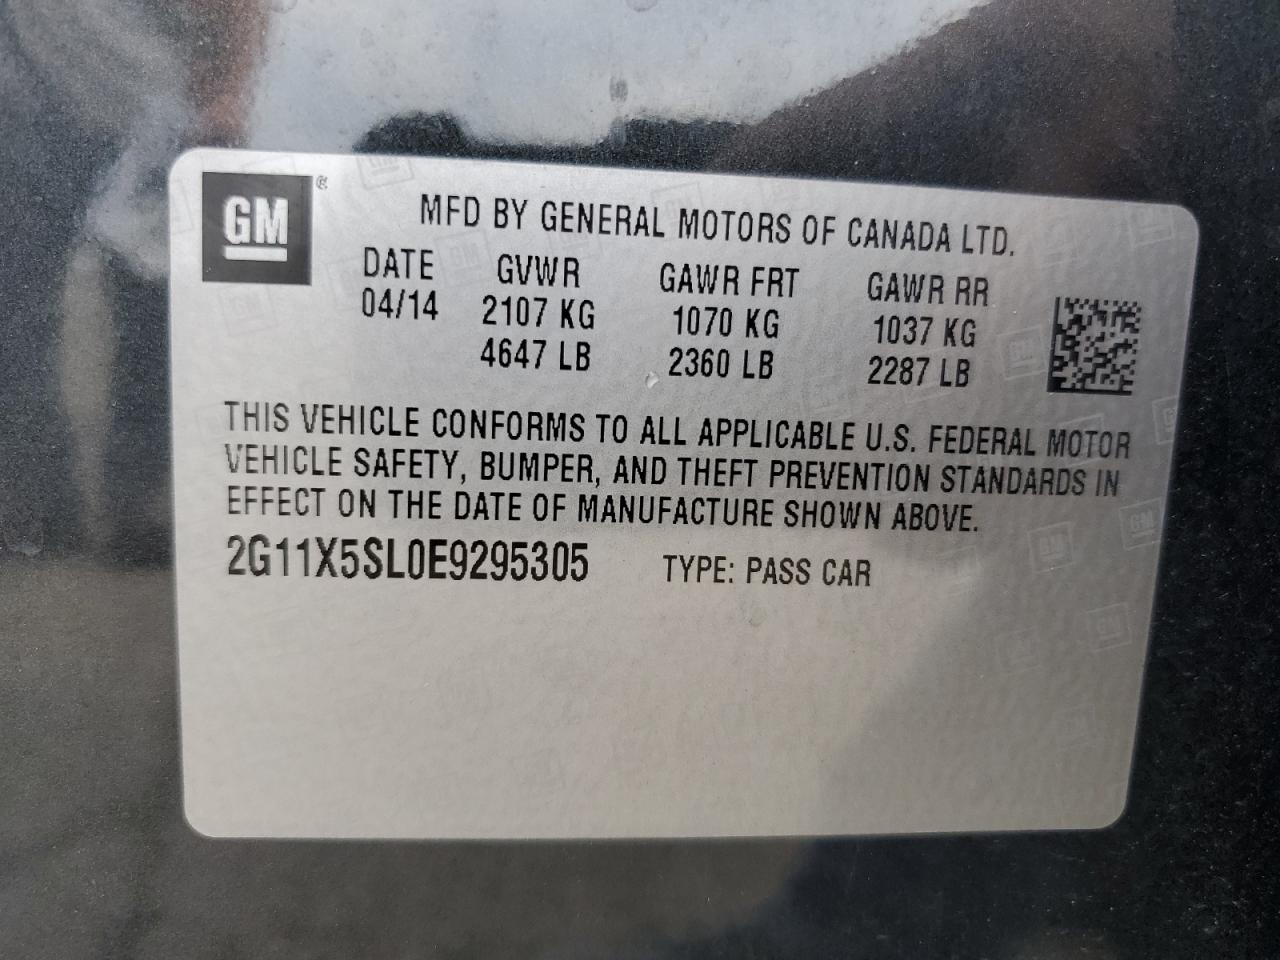 GM ®
MFD BY GENERAL MOTORS OF CANADA LTD.
DATE GVWR GAWR FRT GAWR RR
04/14 2107 KG 1070 KG 1037 KG
4647 LB 2360 LB 2287 LB
THIS VEHICLE CONFORMS TO ALL APPLICABLE U.S. FEDERAL MOTOR
VEHICLE SAFETY, BUMPER, AND THEFT PREVENTION STANDARDS IN
EFFECT ON THE DATE OF MANUFACTURE SHOWN ABOVE.
2G11X5SL0E9295305 TYPE: PASS CAR